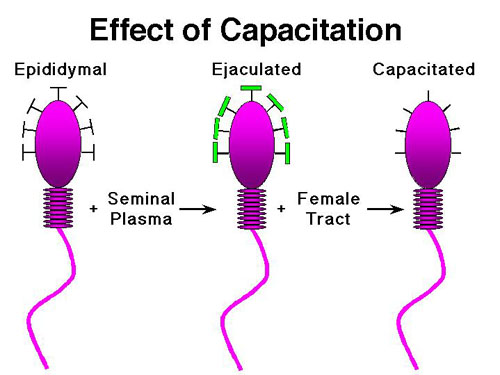 Effect of Capacitation
Epididymal
Ejaculated
Capacitated
+ Seminal
Plasma
+ Female
Tract